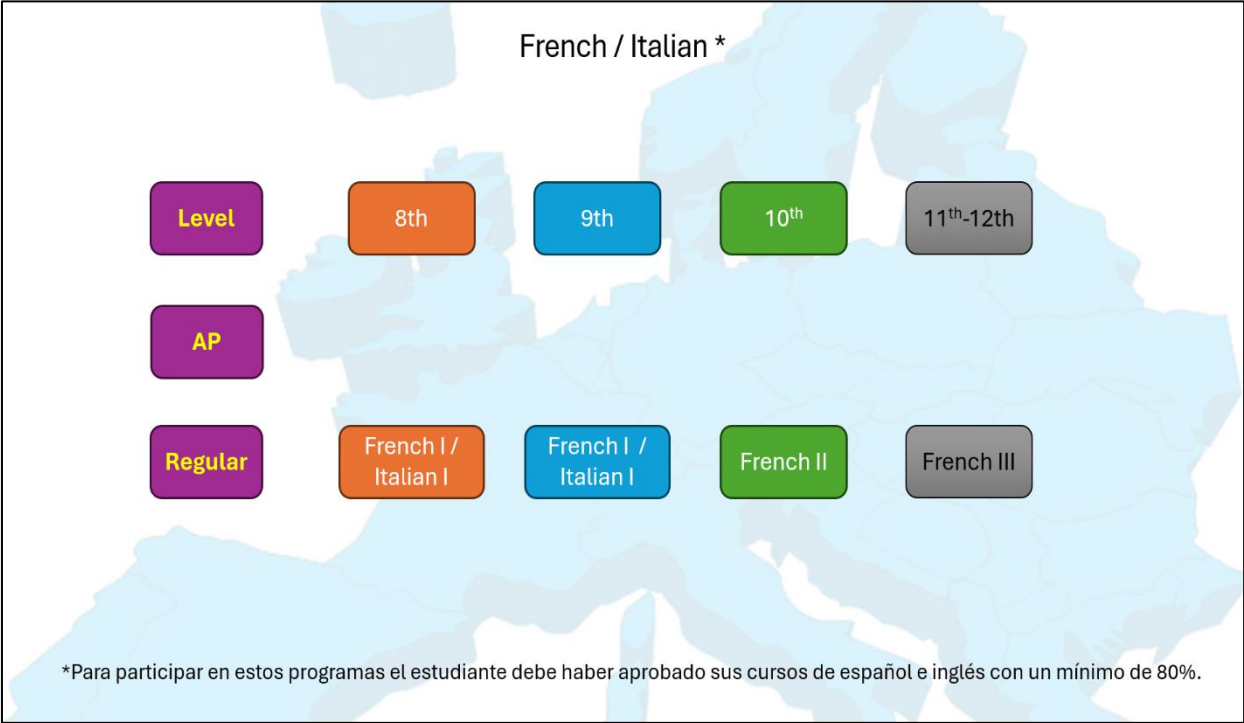 French / Italian *
Level 8th 9th 10th 11th-12th
AP
Regular
French I /
Italian I
French I /
Italian I
French II
French III
*Para participar en estos programas el estudiante debe haber aprobado sus cursos de español e inglés con un mínimo de 80%.